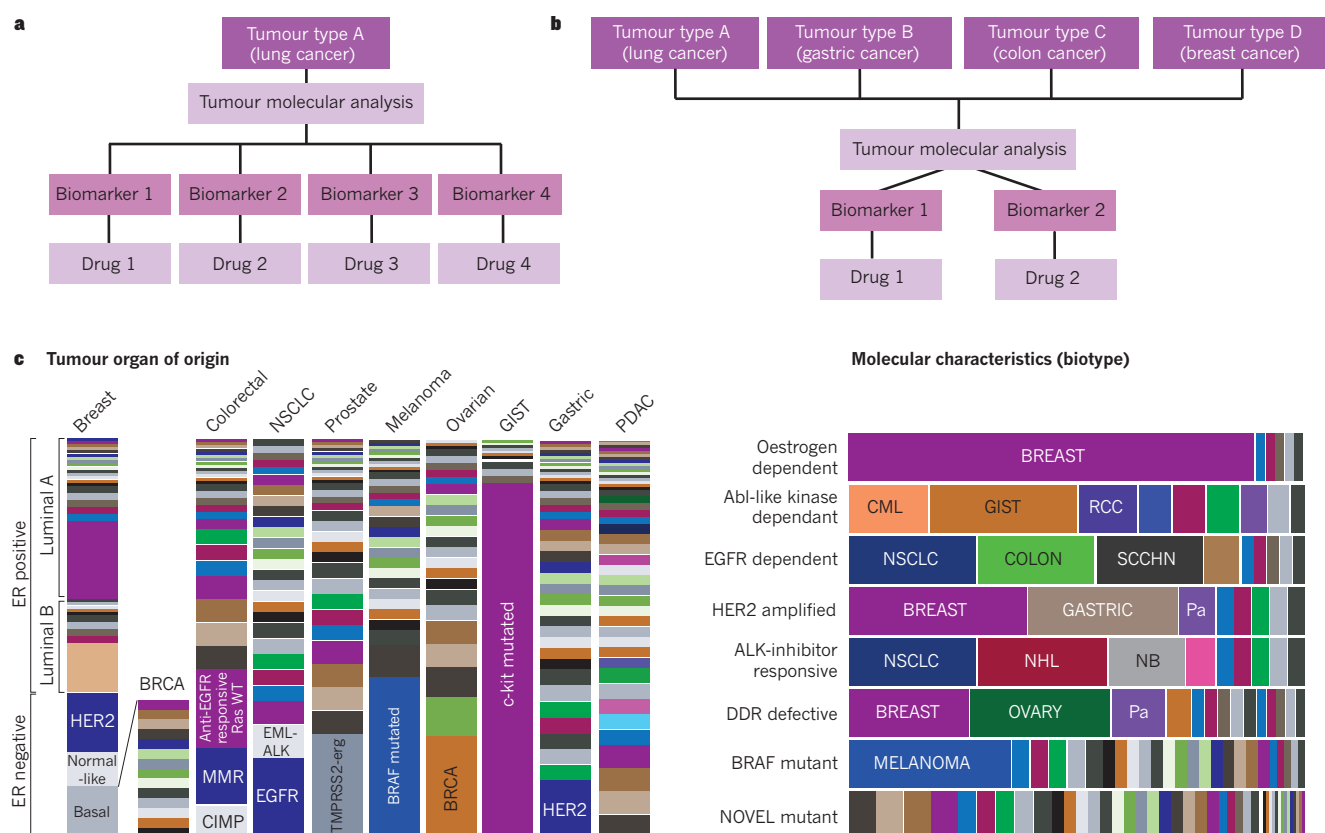 a
Tumour type A
(lung cancer)
Tumour molecular analysis
Biomarker 1
Biomarker 2
Biomarker 3
Biomarker 4
Drug 1
Drug 2
Drug 3
Drug 4
b
Tumour type A
(lung cancer)
Tumour type B
(gastric cancer)
Tumour type C
(colon cancer)
Tumour type D
(breast cancer)
Tumour molecular analysis
Biomarker 1
Biomarker 2
Drug 1
Drug 2
c Tumour organ of origin
Breast
Colorectal
NSCLC
Prostate
Melanoma
Ovarian
GIST
Gastric
PDAC
ER positive
ER negative
Luminal A
Luminal B
HER2
Normal
-like
Basal
BRCA
Anti-EGFR
responsive
Ras WT
MMR
CIMP
EML-
ALK
EGFR
TMPRSS2-erg
BRAF mutated
BRCA
c-kit mutated
HER2
Molecular characteristics (biotype)
Oestrogen
dependent
BREAST
Abl-like kinase
dependant
CML
GIST
RCC
EGFR dependent
NSCLC
COLON
SCCHN
HER2 amplified
BREAST
GASTRIC
Pa
ALK-inhibitor
responsive
NSCLC
NHL
NB
DDR defective
BREAST
OVARY
Pa
BRAF mutant
MELANOMA
NOVEL mutant